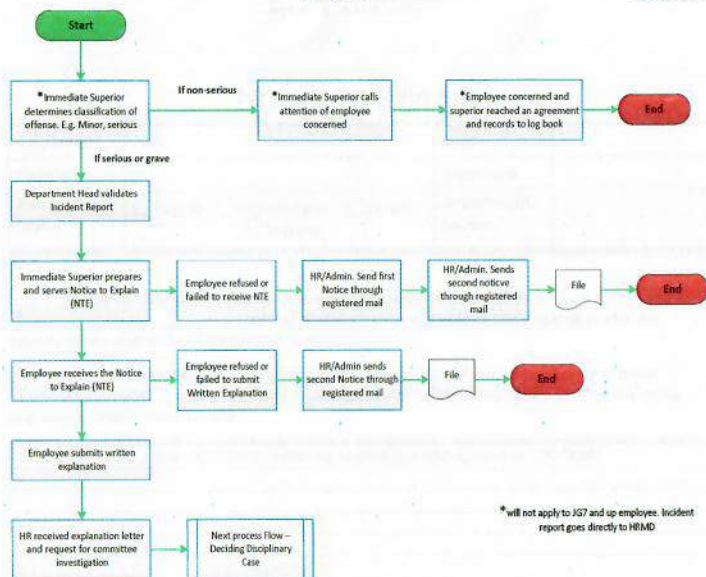 Start
*Immediate Superior
determines classification of
offense. E.g. Minor, serious
If non-serious
*Immediate Superior calls
attention of employee
concerned
*Employee concerned and
superior reached an agreement
and records to log book
End
If serious or grave
Department Head validates
Incident Report
Immediate Superior prepares
and serves Notice to Explain
(NTE)
Employee refused or
failed to receive NTE
HR/Admin. Send first
Notice through
registered mail
HR/Admin. Sends
second noticve
through registered
mail
File
End
Employee receives the Notice
to Explain (NTE)
Employee refused or
failed to submit
Written Explanation
HR/Admin sends
second Notice through
registered mail
File
End
Employee submits written
explanation
HR received explanation letter
and request for committee
investigation
Next process Flow –
Deciding Disciplinary
Case
*will not apply to JG7 and up employee. Incident
report goes directly to HRMD